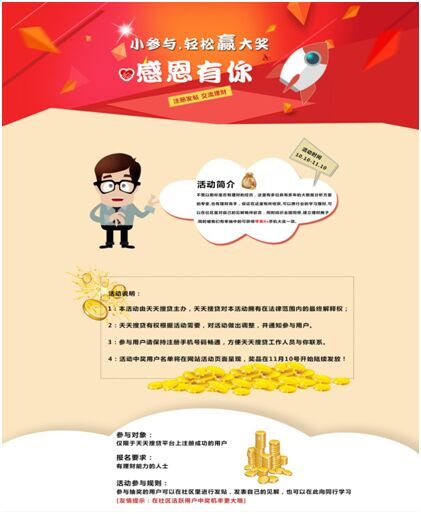 小参与.轻松赢大奖
感恩有你
注册发帖 交流理财
活动时间
10.10-11.10
活动简介
活动说明：
1：本活动由天天搜贷主办，天天搜贷对本活动拥有在法律范围内的最终解释权；
2：天天搜贷有权根据活动需要，对活动做出调整，并通知参与用户。
3：参与用户请保持注册手机号码畅通，方便天天搜贷工作人员与你联系。
4：活动中奖用户名单将在网站活动页面呈现，奖品在11月10号开始陆续发放！
参与对象：
仅限于天天搜贷平台上注册成功的用户
报名要求：
有理财能力的人士
活动参与规则：
参与抽奖的用户可以在社区里进行发帖，发表自己的见解，也可以在此向同行学习
[友情提示：在社区活跃用户中奖机率更大哦]